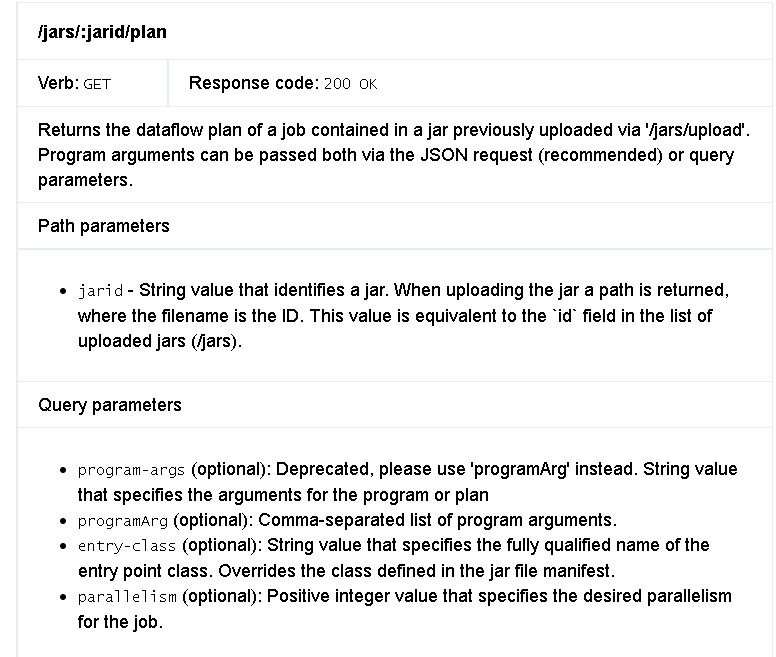 /jars/:jarid/plan
Verb: GET
Response code: 200 OK
Returns the dataflow plan of a job contained in a jar previously uploaded via '/jars/upload'.
Program arguments can be passed both via the JSON request (recommended) or query
parameters.
Path parameters
• jarid - String value that identifies a jar. When uploading the jar a path is returned,
where the filename is the ID. This value is equivalent to the `id` field in the list of
uploaded jars (/jars).
Query parameters
• program-args (optional): Deprecated, please use 'programArg' instead. String value
that specifies the arguments for the program or plan
• programArg (optional): Comma-separated list of program arguments.
• entry-class (optional): String value that specifies the fully qualified name of the
entry point class. Overrides the class defined in the jar file manifest.
• parallelism (optional): Positive integer value that specifies the desired parallelism
for the job.